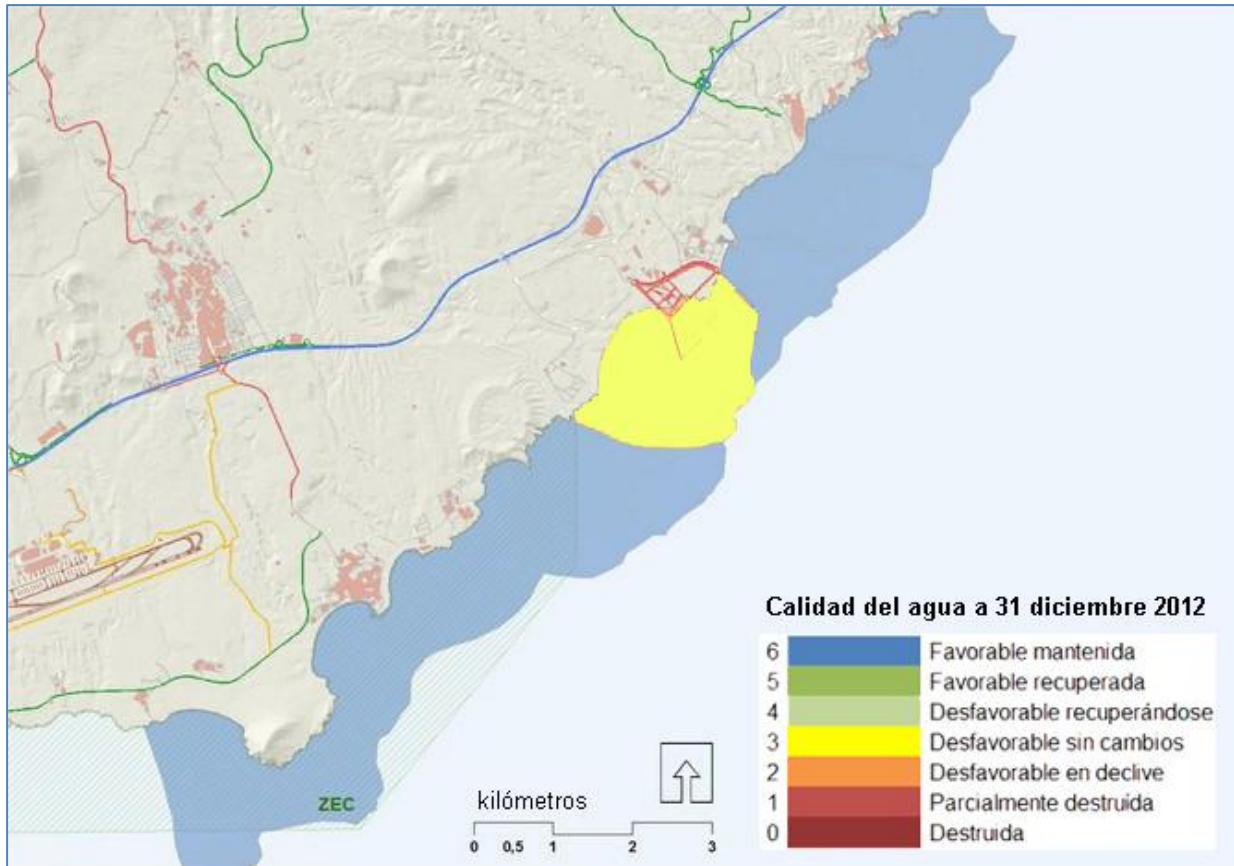 Calidad del agua a 31 diciembre 2012
6 Favorable mantenida
5 Favorable recuperada
4 Desfavorable recuperándose
3 Desfavorable sin cambios
2 Desfavorable en declive
1 Parcialmente destruida
0 Destruida
ZEC
kilómetros
0 0,5 1 2 3